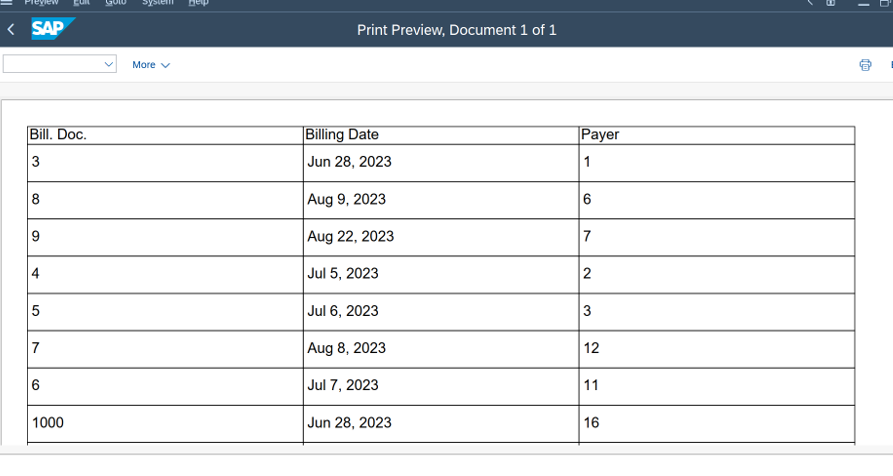 Preview Edit Goto System Help
SAP Print Preview, Document 1 of 1
More
Bill. Doc. Billing Date Payer
3 Jun 28, 2023 1
8 Aug 9, 2023 6
9 Aug 22, 2023 7
4 Jul 5, 2023 2
5 Jul 6, 2023 3
7 Aug 8, 2023 12
6 Jul 7, 2023 11
1000 Jun 28, 2023 16